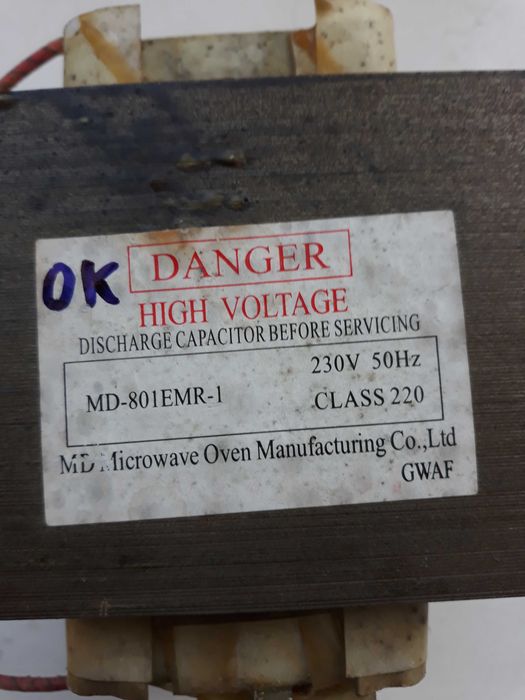 OK
DANGER
HIGH VOLTAGE
DISCHARGE CAPACITOR BEFORE SERVICING
230V 50Hz
MD-801EMR-1
CLASS 220
MD Microwave Oven Manufacturing Co.,Ltd
GWAF